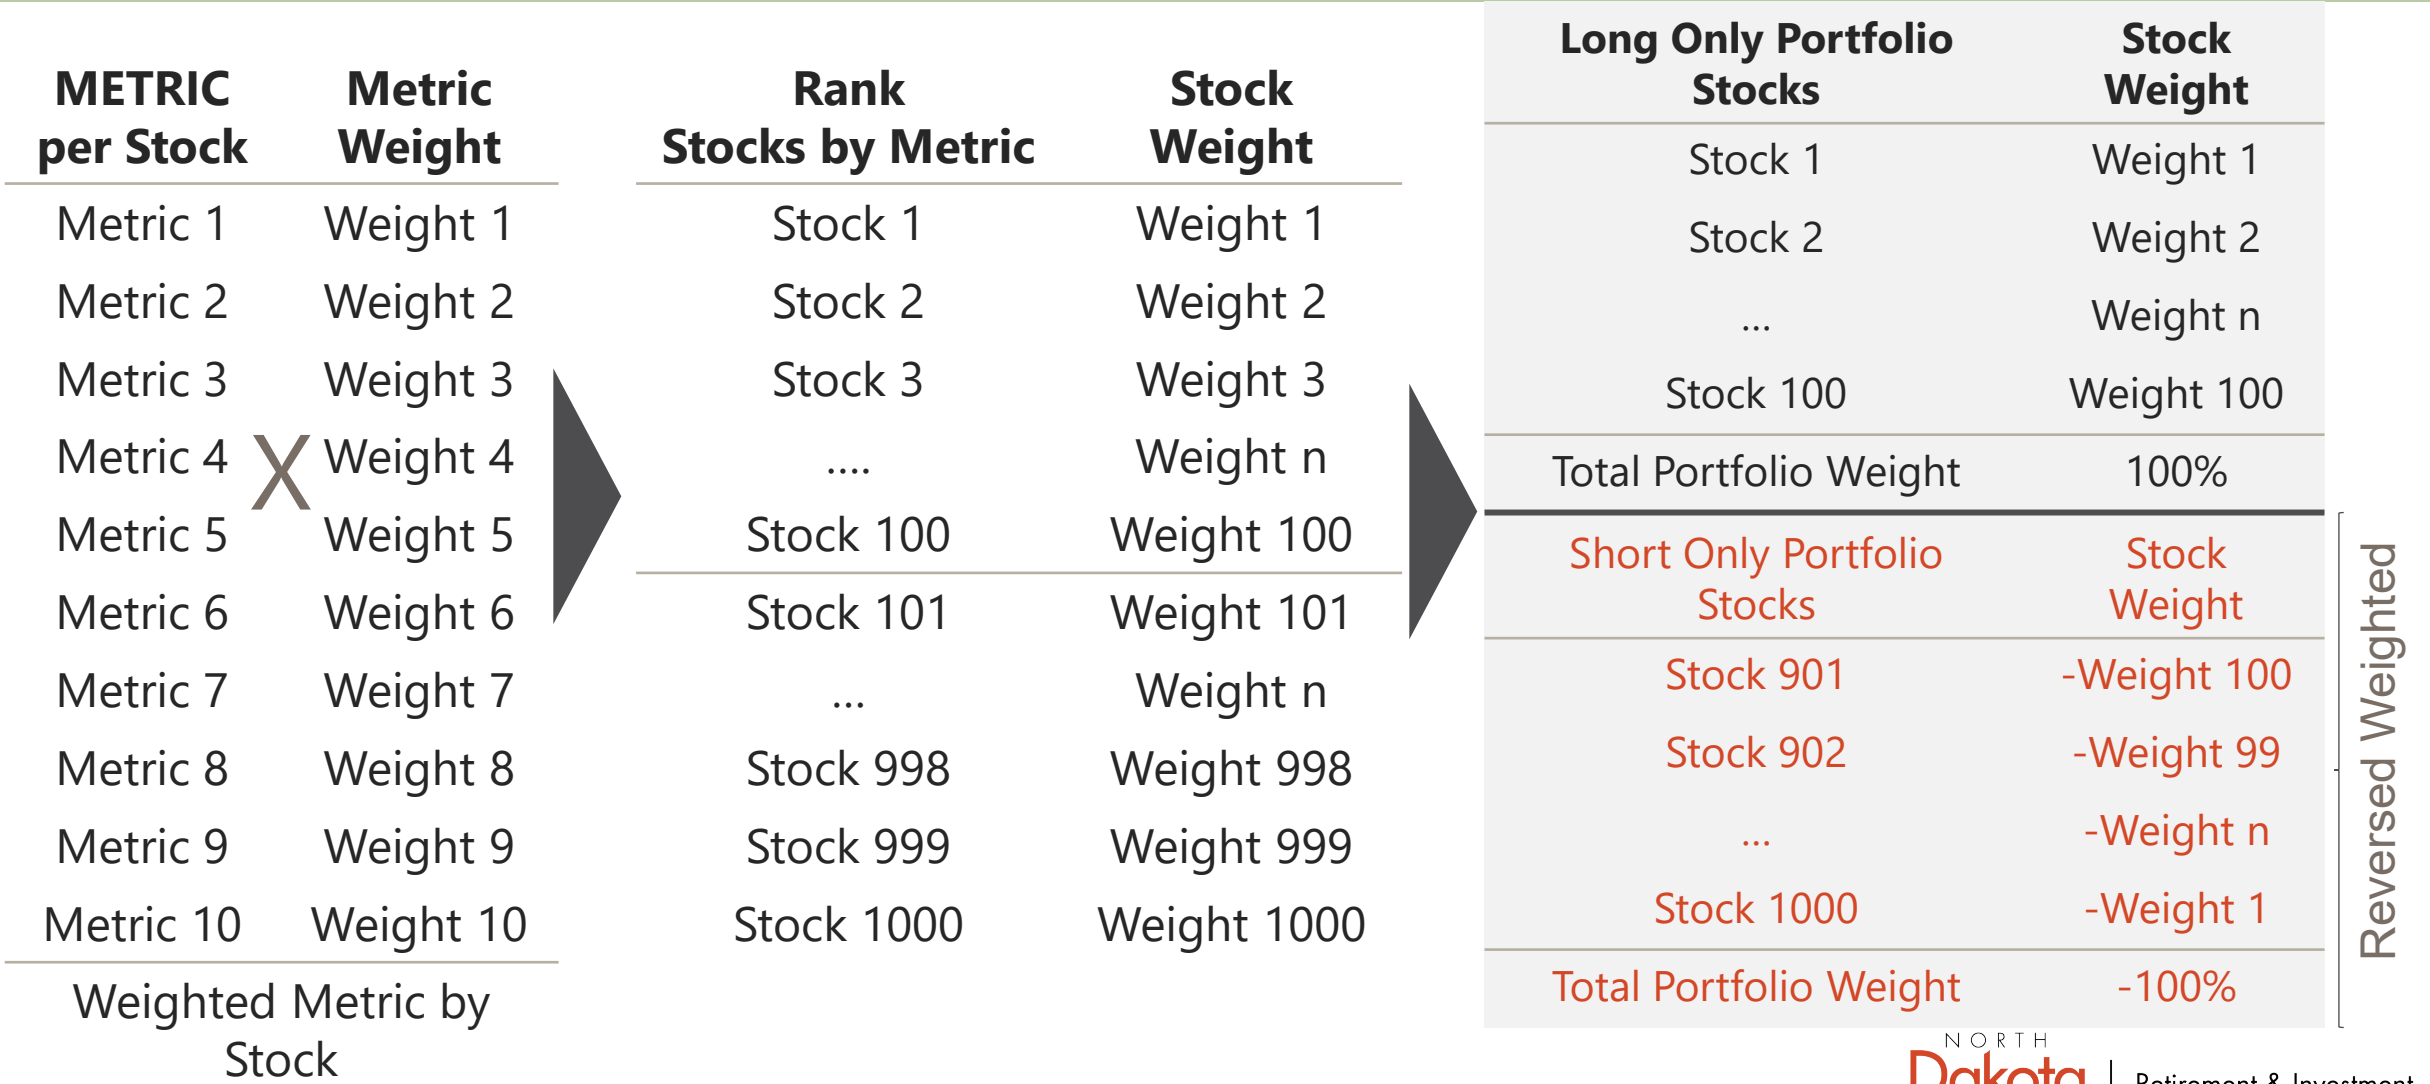 METRIC per Stock Metric Weight
Metric 1 Weight 1
Metric 2 Weight 2
Metric 3 Weight 3
Metric 4 X Weight 4
Metric 5 Weight 5
Metric 6 Weight 6
Metric 7 Weight 7
Metric 8 Weight 8
Metric 9 Weight 9
Metric 10 Weight 10
Weighted Metric by
Stock
Rank Stocks by Metric Stock Weight
Stock 1 Weight 1
Stock 2 Weight 2
Stock 3 Weight 3
.... Weight n
Stock 100 Weight 100
Stock 101 Weight 101
... Weight n
Stock 998 Weight 998
Stock 999 Weight 999
Stock 1000 Weight 1000
Long Only Portfolio Stocks Stock Weight
Stock 1 Weight 1
Stock 2 Weight 2
... Weight n
Stock 100 Weight 100
Total Portfolio Weight 100%
Short Only Portfolio Stocks Stock Weight
Stock 901 -Weight 100
Stock 902 -Weight 99
... -Weight n
Stock 1000 -Weight 1
Total Portfolio Weight -100%
Reversed Weighted
NORTH
Dakota | Retirement & Investment